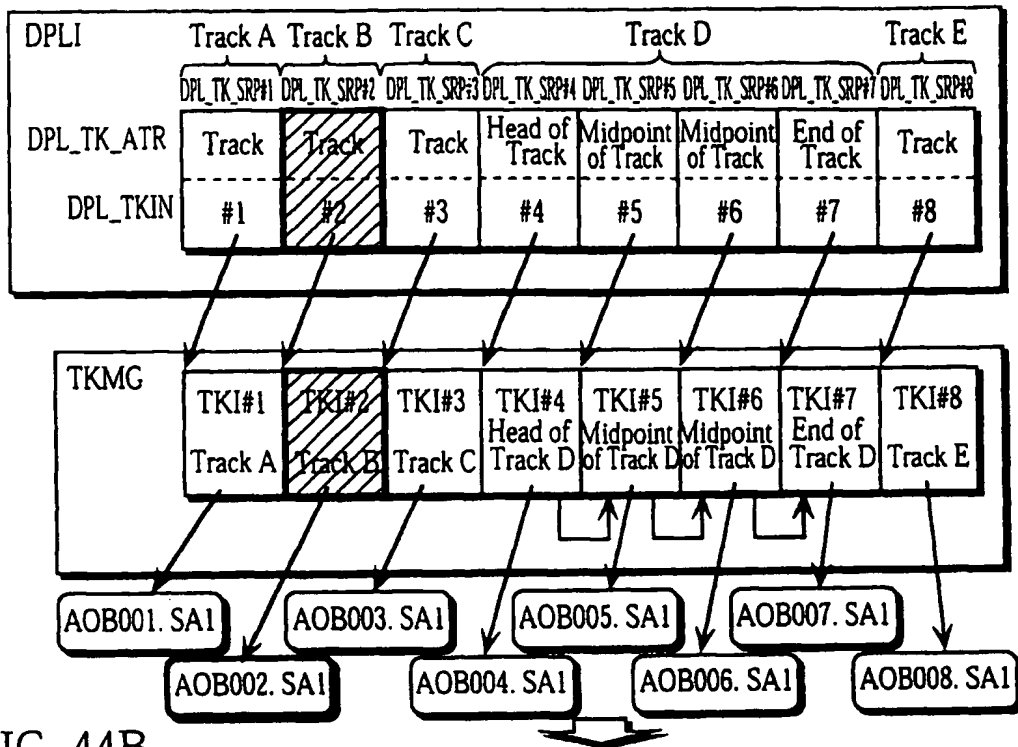 DPLI Track A Track B Track C Track D Track E
DPL_TK_SRP#1 DPL_TK_SRP#2 DPL_TK_SRP#3 DPL_TK_SRP#4 DPL_TK_SRP#5 DPL_TK_SRP#6 DPL_TK_SRP#7 DPL_TK_SRP#8
DPL_TK_ATR Track Track Track Head of Track Midpoint of Track Midpoint of Track End of Track Track
DPL_TKIN #1 #2 #3 #4 #5 #6 #7 #8
TKMG TKI#1 TKI#2 TKI#3 TKI#4 TKI#5 TKI#6 TKI#7 TKI#8
Track A Track B Track C Head of Track D Midpoint of Track D Midpoint of Track D End of Track D Track E
AOB001. SA1 AOB003. SA1 AOB005. SA1 AOB007. SA1
AOB002. SA1 AOB004. SA1 AOB006. SA1 AOB008. SA1
44B